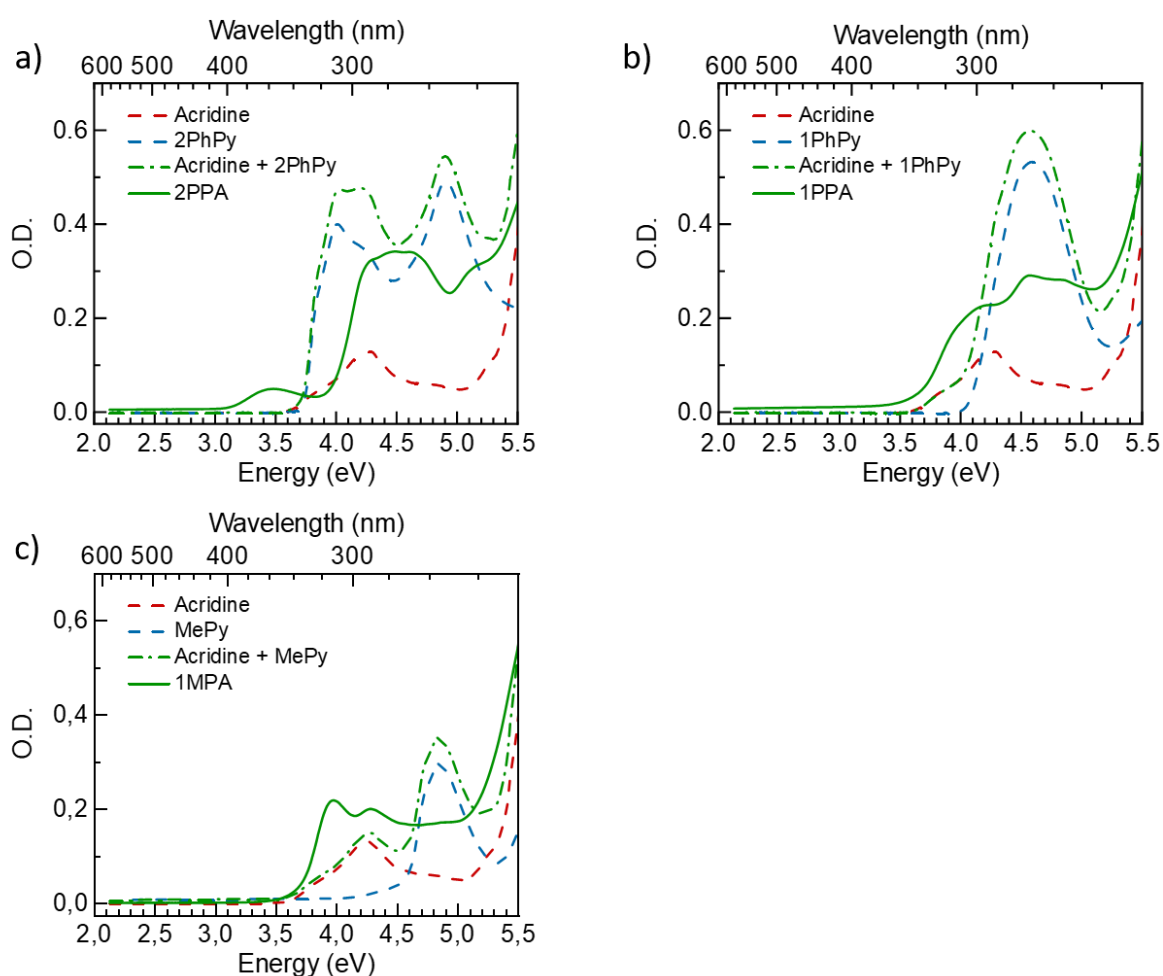 a)
Wavelength (nm)
600 500 400 300
Acridine
2PhPy
Acridine + 2PhPy
2PPA
O.D.
0.6
0.4
0.2
0.0
2.0 2.5 3.0 3.5 4.0 4.5 5.0 5.5
Energy (eV)
b)
Wavelength (nm)
600 500 400 300
Acridine
1PhPy
Acridine + 1PhPy
1PPA
O.D.
0.6
0.4
0.2
0.0
2.0 2.5 3.0 3.5 4.0 4.5 5.0 5.5
Energy (eV)
c)
Wavelength (nm)
600 500 400 300
Acridine
MePy
Acridine + MePy
1MPA
O.D.
0,6
0,4
0,2
0,0
2,0 2,5 3,0 3,5 4,0 4,5 5,0 5,5
Energy (eV)